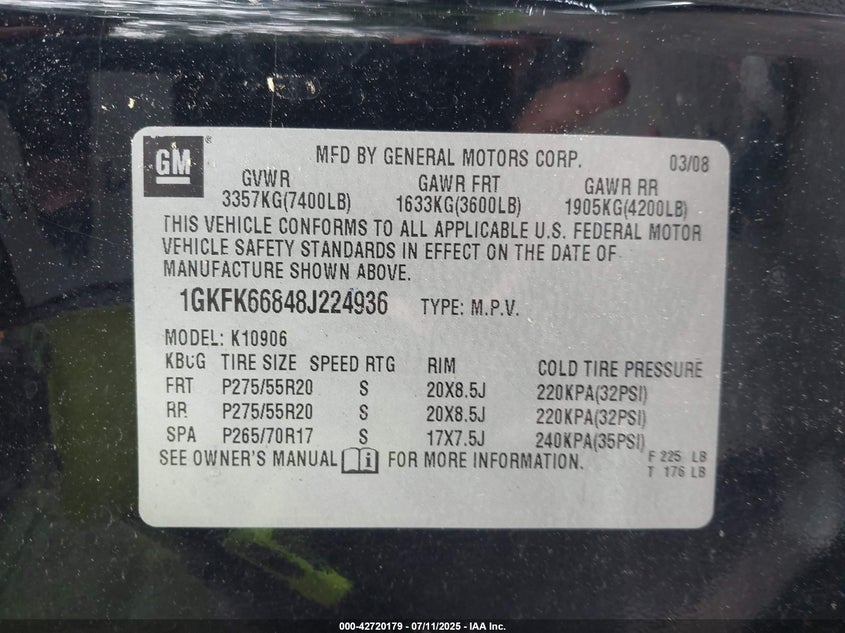 GM ®
MFD BY GENERAL MOTORS CORP. 03/08
GVWR GAWR FRT GAWR RR
3357KG(7400LB) 1633KG(3600LB) 1905KG(4200LB)
THIS VEHICLE CONFORMS TO ALL APPLICABLE U.S. FEDERAL MOTOR
VEHICLE SAFETY STANDARDS IN EFFECT ON THE DATE OF
MANUFACTURE SHOWN ABOVE.
1GKFK66848J224936 TYPE: M.P.V.
MODEL: K10906
KBUG TIRE SIZE SPEED RTG RIM COLD TIRE PRESSURE
FRT P275/55R20 S 20X8.5J 220KPA(32PSI)
RR P275/55R20 S 20X8.5J 220KPA(32PSI)
SPA P265/70R17 S 17X7.5J 240KPA(35PSI)
SEE OWNER'S MANUAL i FOR MORE INFORMATION.
F 225 LB
T 176 LB
000-42720179 - 07/11/2025 - IAA Inc.